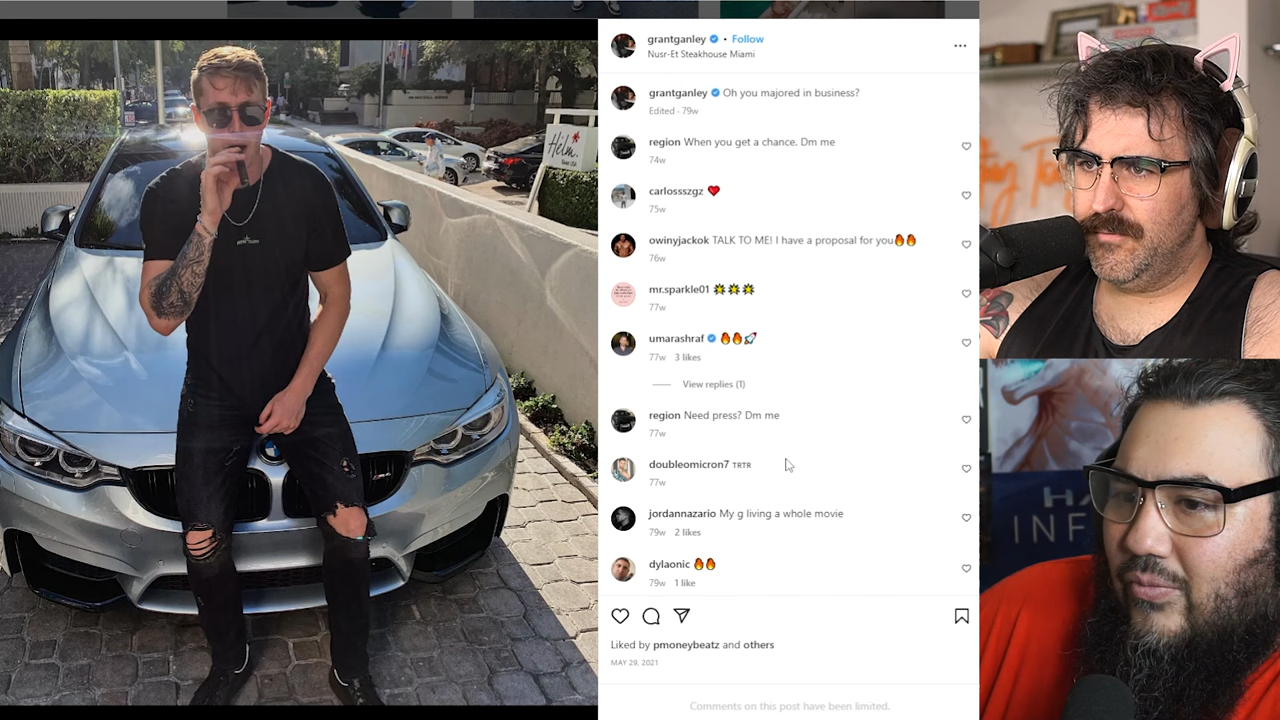 grantganley • Follow
Nusr-Et Steakhouse Miami
grantganley Oh you majored in business?
Edited · 79w
region When you get a chance. Dm me
74w
carlossszgz ❤️
75w
owinyjackok TALK TO ME! I have a proposal for you🔥🔥
76w
mr.sparkle01 💥💥💥
77w
umarashraf 🔥🔥🚀
77w 3 likes
View replies (1)
region Need press? Dm me
77w
doubleomicron7 TRTR
77w
jordannazario My g living a whole movie
79w 2 likes
dylaonic 🔥🔥
79w 1 like
Liked by pmoneybeatz and others
MAY 29, 2021
Comments on this post have been limited.
INF